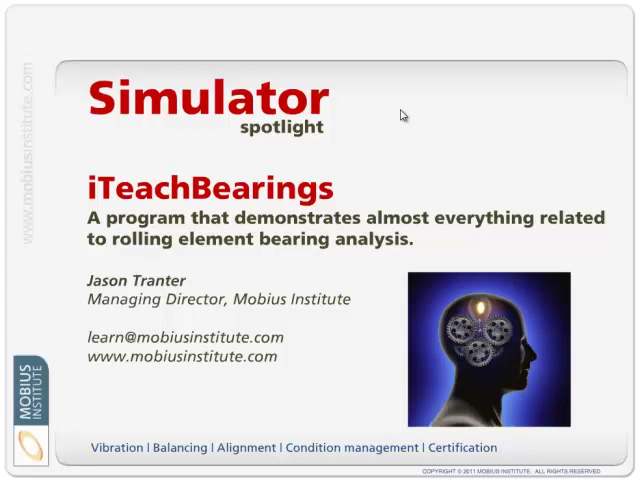 www.mobiusinstitute.com
Simulator
spotlight
iTeachBearings
A program that demonstrates almost everything related
to rolling element bearing analysis.
Jason Tranter
Managing Director, Mobius Institute
learn@mobiusinstitute.com
www.mobiusinstitute.com
MOBIUS
INSTITUTE
Vibration | Balancing | Alignment | Condition management | Certification
COPYRIGHT © 2011 MOBIUS INSTITUTE. ALL RIGHTS RESERVED